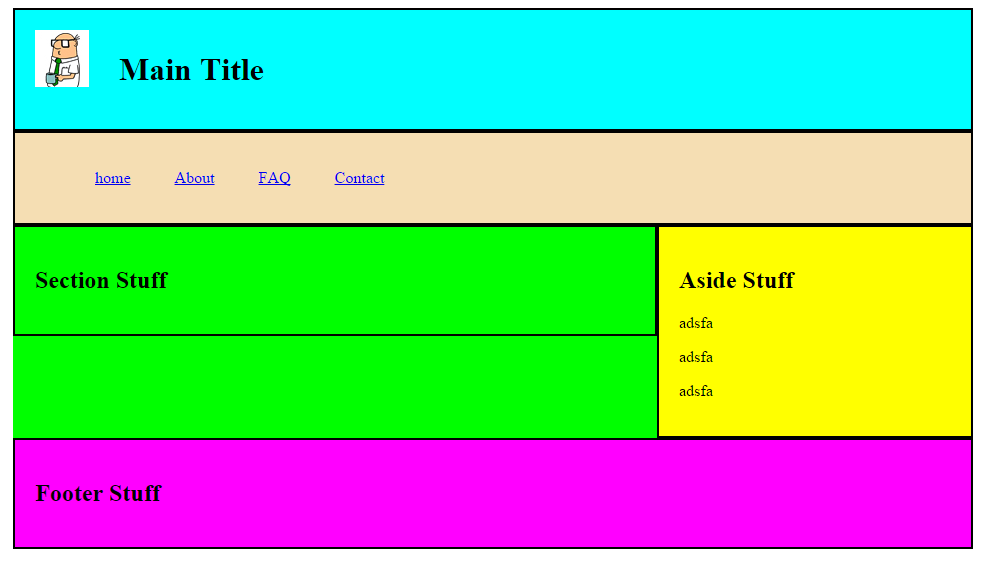 Main Title
home About FAQ Contact
Section Stuff
Aside Stuff
adsfa
adsfa
adsfa
Footer Stuff